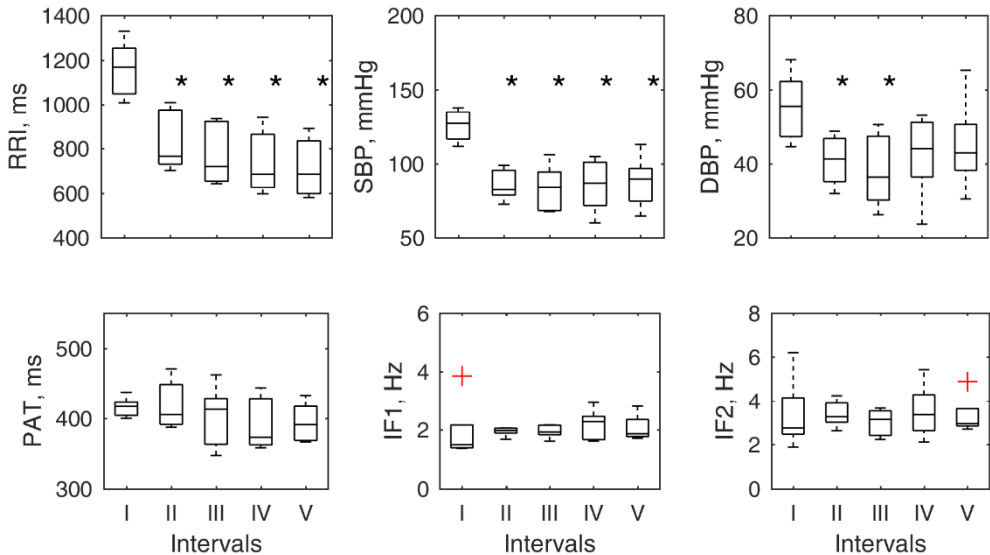 RRI, ms
1400
1200
1000
800
600
400
* * * *
SBP, mmHg
200
150
100
50
* * * *
DBP, mmHg
80
60
40
20
* *
PAT, ms
500
400
300
I II III IV V
Intervals
IF1, Hz
6
4
2
0
I II III IV V
Intervals
IF2, Hz
8
6
4
2
0
I II III IV V
Intervals